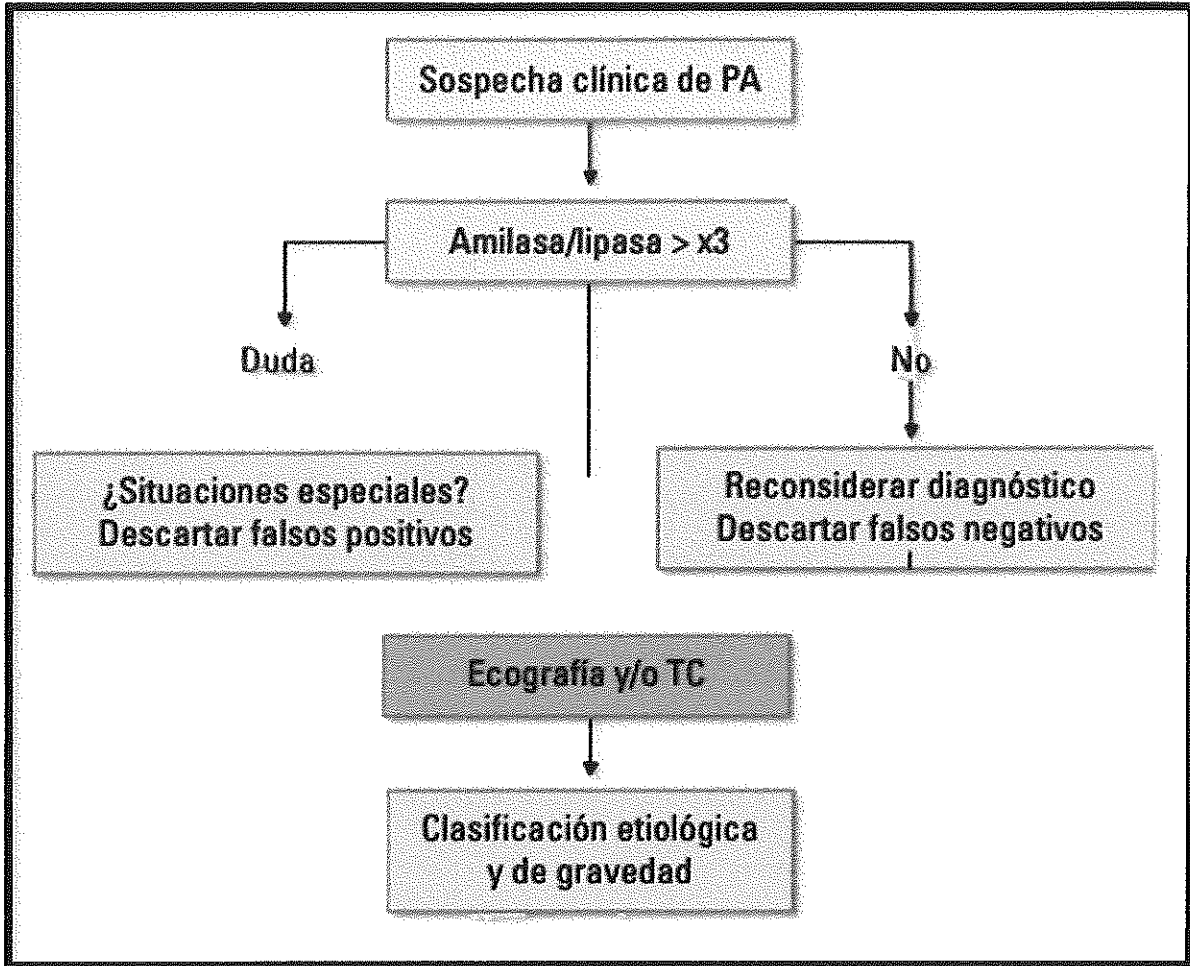 Sospecha clínica de PA
Amilasa/lipasa > x3
Duda
No
¿Situaciones especiales?
Descartar falsos positivos
Reconsiderar diagnóstico
Descartar falsos negativos
Ecografía y/o TC
Clasificación etiológica
y de gravedad